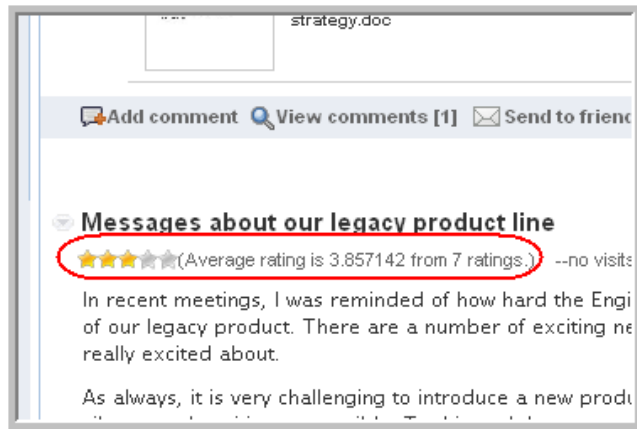 strategy.doc
Add comment View comments [1] Send to friend
Messages about our legacy product line
(Average rating is 3.857142 from 7 ratings.) --no visits
In recent meetings, I was reminded of how hard the Engi
of our legacy product. There are a number of exciting ne
really excited about.
As always, it is very challenging to introduce a new produ